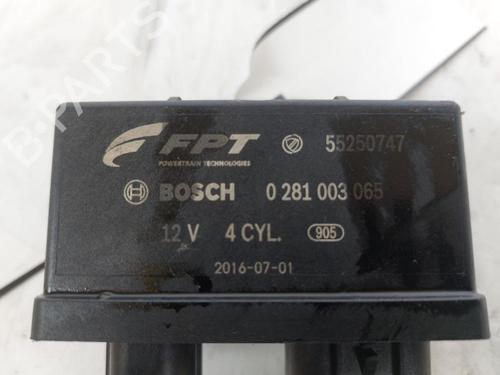 FPT 55250747
POWERTRAIN TECHNOLOGIES
BOSCH 0 281 003 065
12 V 4 CYL. 905
2016-07-01
B-PARTS